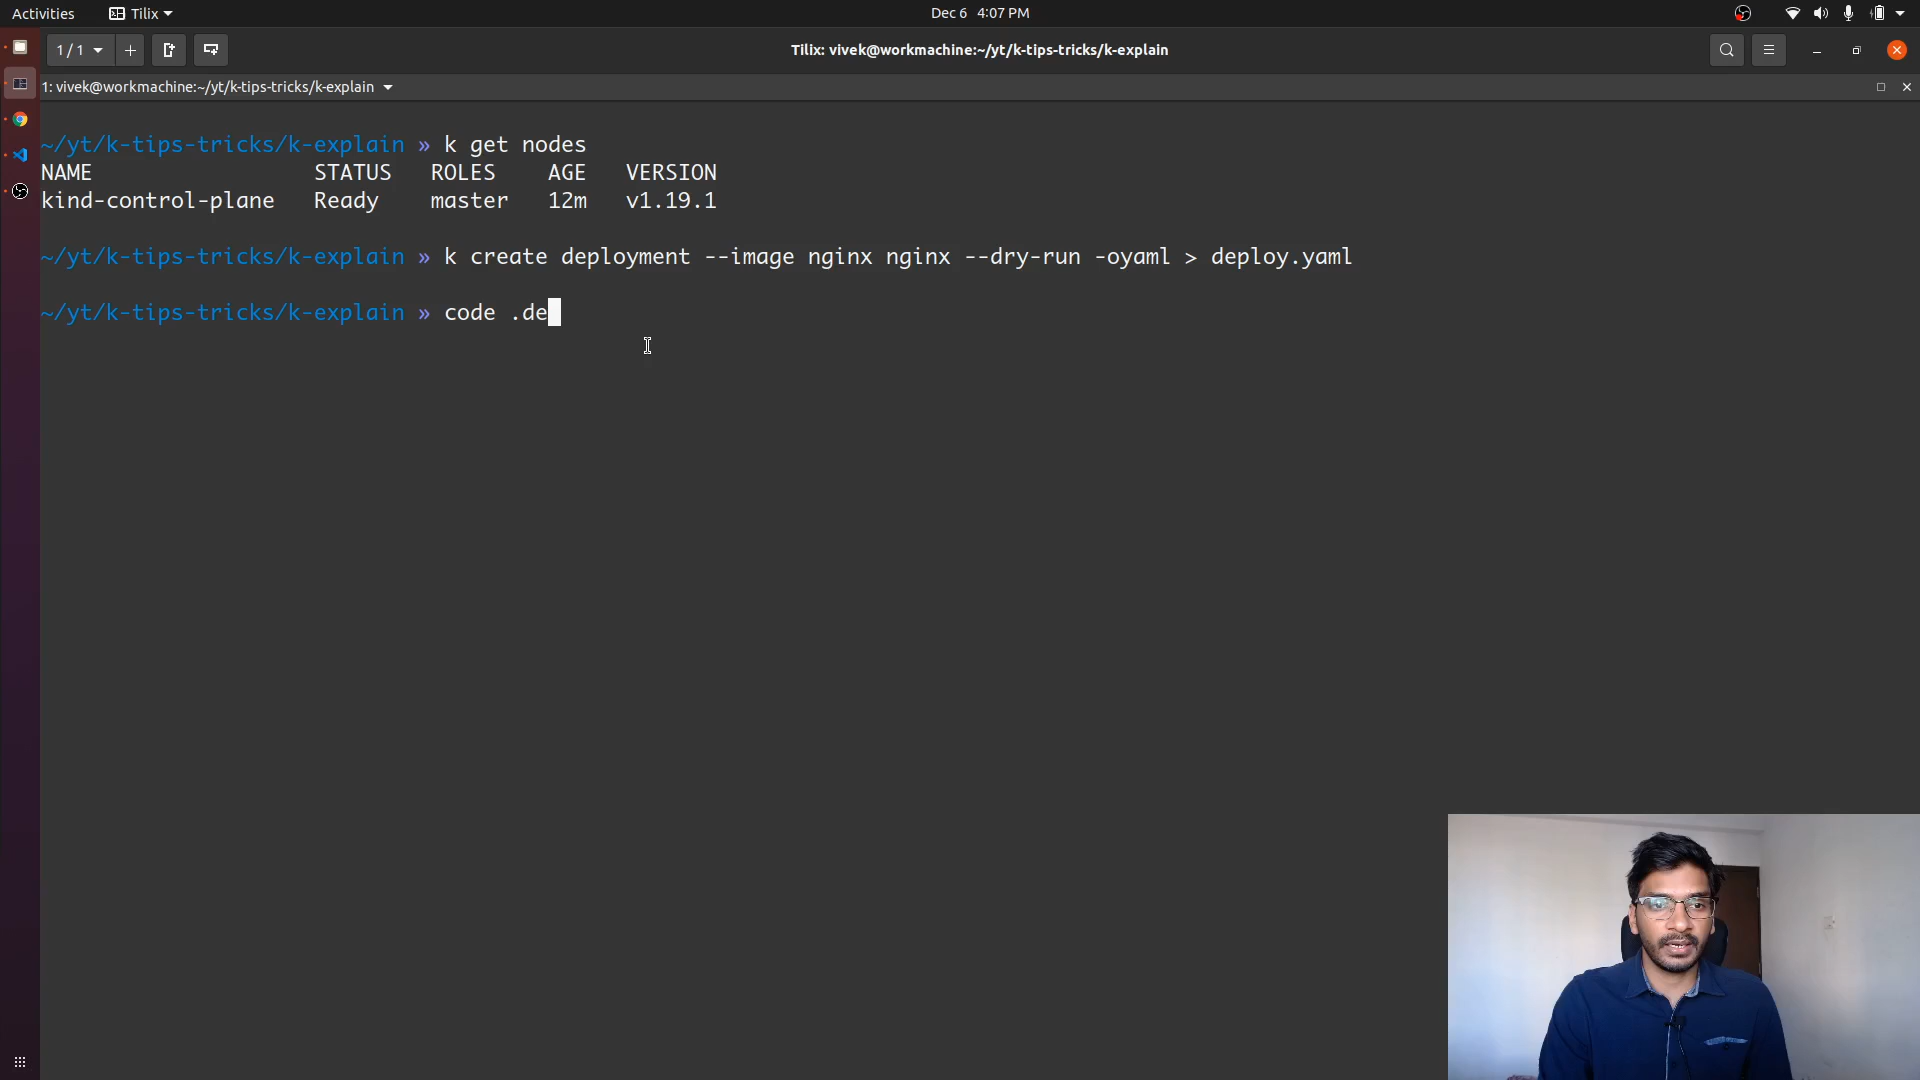 Activities Tilix Dec 6 4:07 PM
1 / 1 Tilix: vivek@workmachine:~/yt/k-tips-tricks/k-explain
1: vivek@workmachine:~/yt/k-tips-tricks/k-explain
~/yt/k-tips-tricks/k-explain » k get nodes
NAME STATUS ROLES AGE VERSION
kind-control-plane Ready master 12m v1.19.1
~/yt/k-tips-tricks/k-explain » k create deployment --image nginx nginx --dry-run -oyaml > deploy.yaml
~/yt/k-tips-tricks/k-explain » code .de